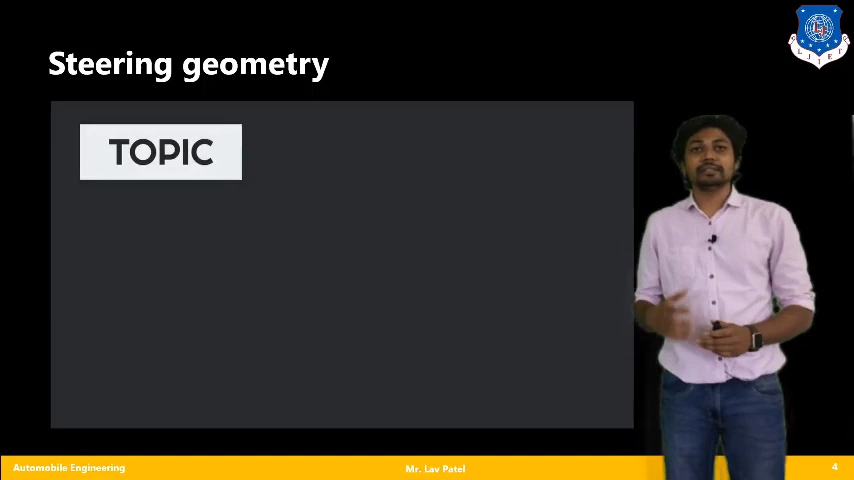 Steering geometry
TOPIC
Automobile Engineering
Mr. Lav Patel
4